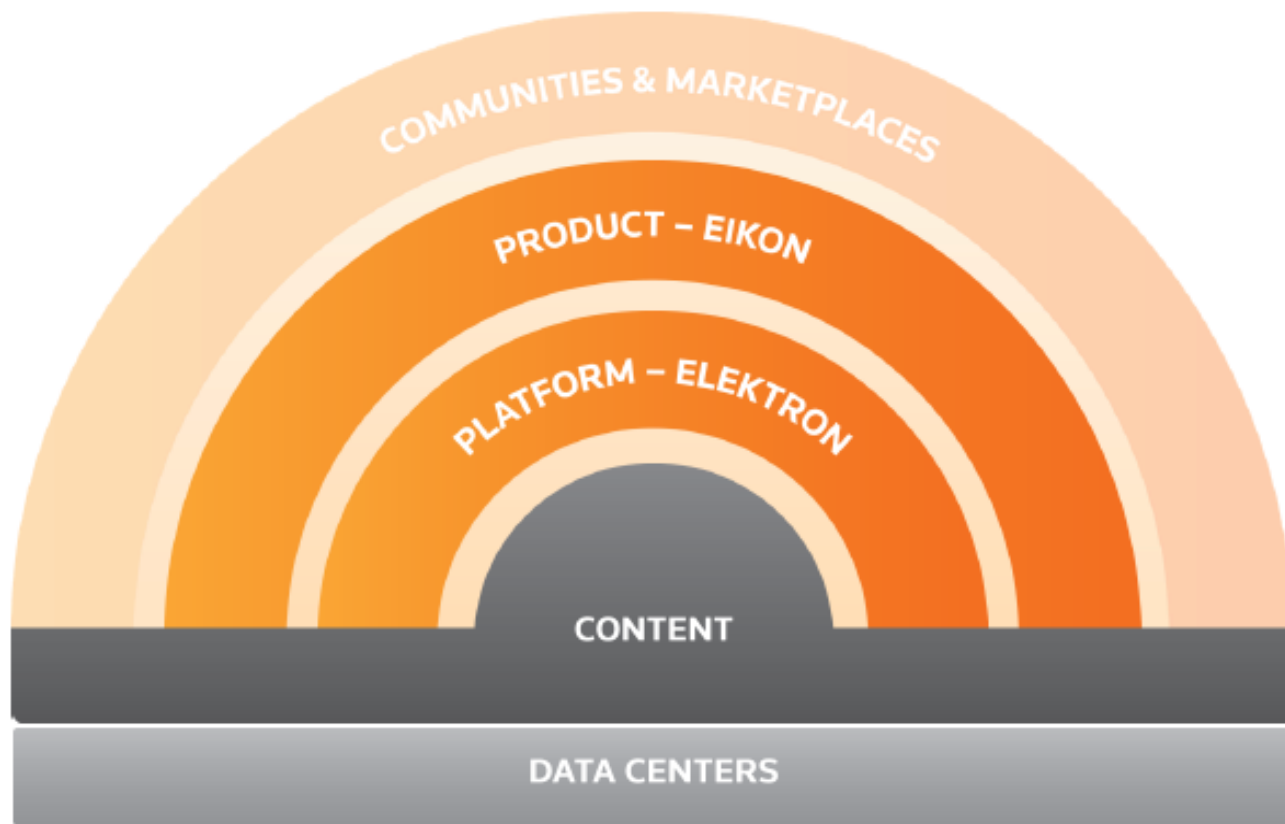 COMMUNITIES & MARKETPLACES
PRODUCT – EIKON
PLATFORM – ELEKTRON
CONTENT
DATA CENTERS